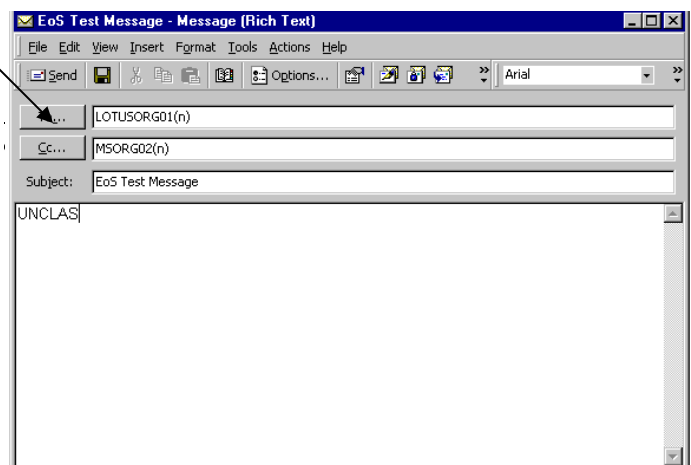 EoS Test Message - Message (Rich Text)
File Edit View Insert Format Tools Actions Help
Send Options... Arial
LOTUSORG01(n)
Cc... MSORG02(n)
Subject: EoS Test Message
UNCLAS